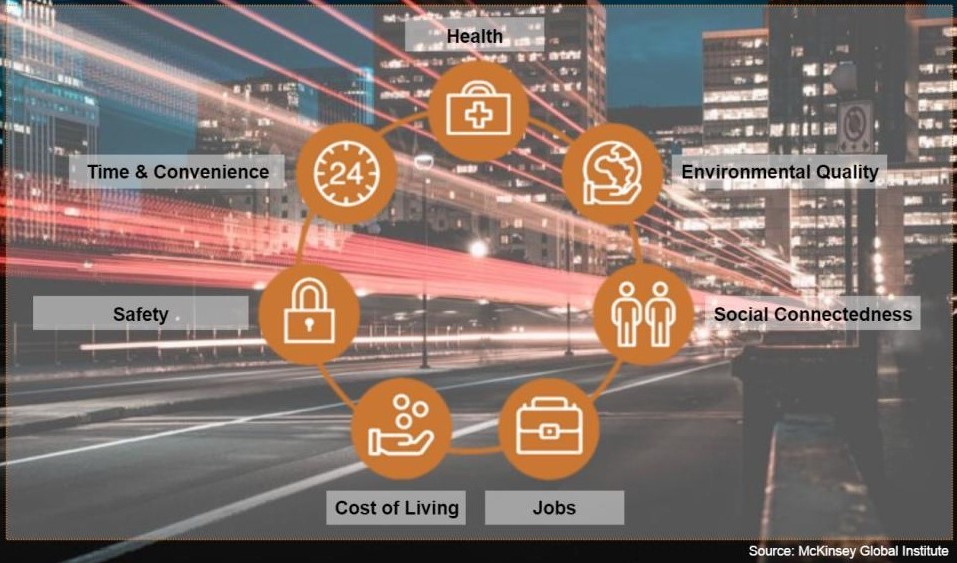 Health
Time & Convenience
24
Environmental Quality
Safety
Social Connectedness
Cost of Living
Jobs
Source: McKinsey Global Institute